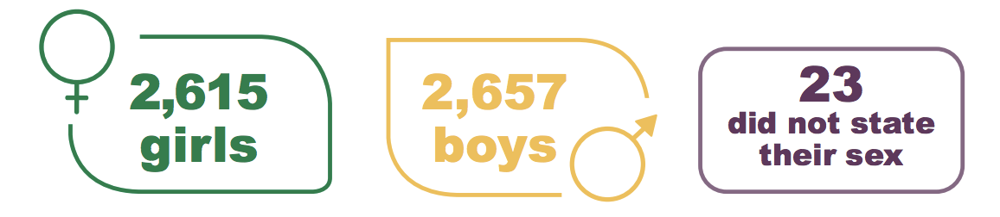 2,615
girls
2,657
boys
23
did not state
their sex